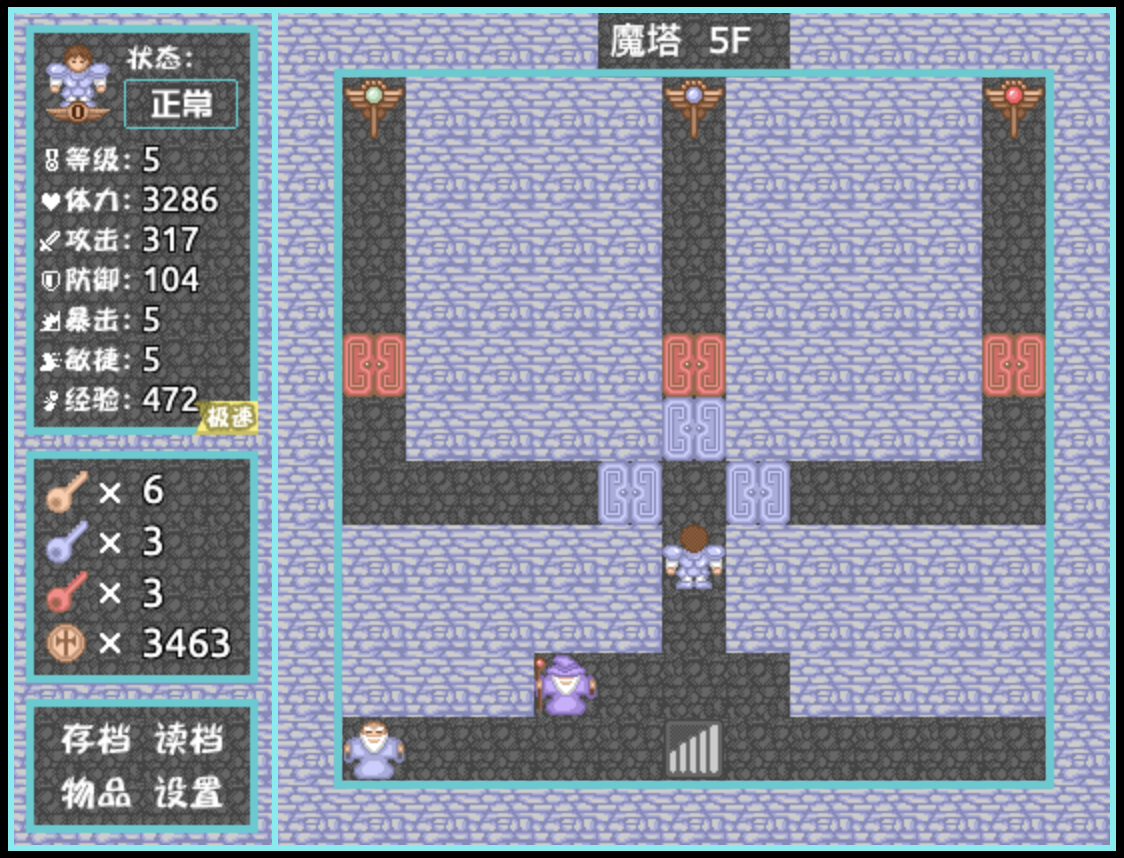 魔塔 5F
状态:
正常
0
等级: 5
体力: 3286
攻击: 317
防御: 104
暴击: 5
敏捷: 5
经验: 472
极速
× 6
× 3
× 3
× 3463
存档 读档
物品 设置